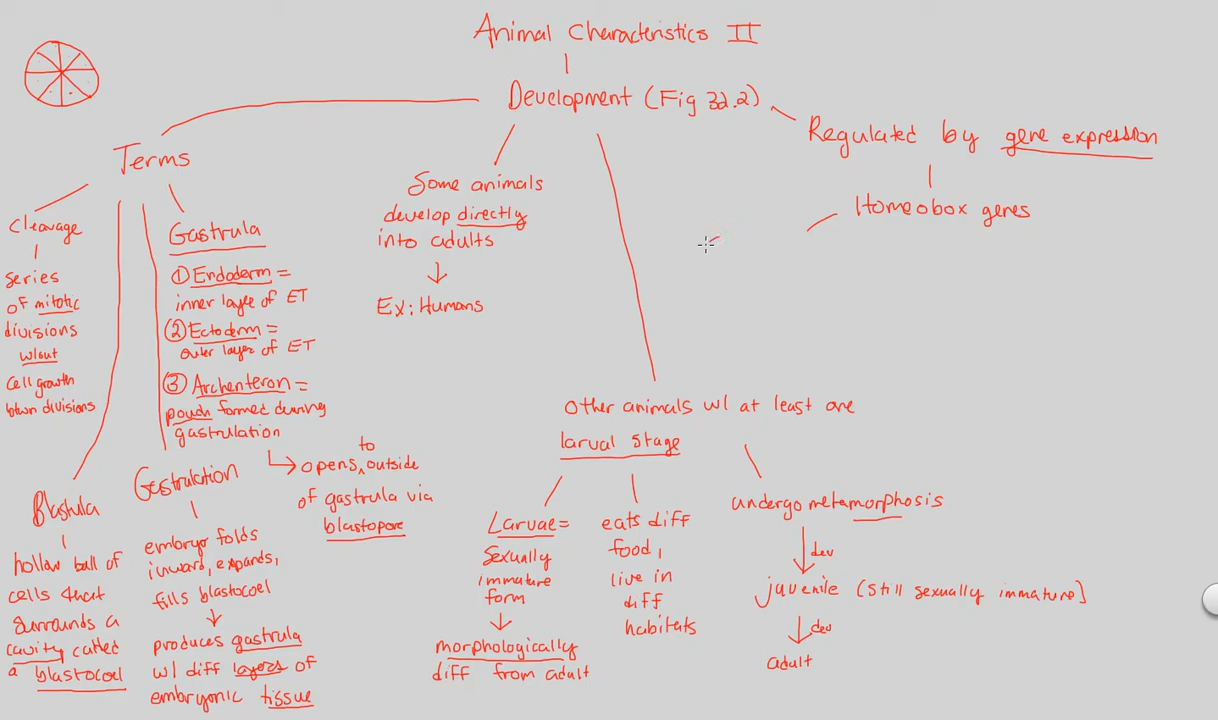 Animal Characteristics II
Development (Fig 32.2)
Regulated by gene expression
Homeobox genes
Terms
Cleavage
series
of mitotic
divisions
w/out
cell growth
btwn divisions
Gastrula
① Endoderm =
inner layer of ET
② Ectoderm =
outer layer of ET
③ Archenteron =
pouch formed during
gastrulation
to
opens ^ outside
of gastrula via
blastopore
Blastula
hollow ball of
cells that
surrounds a
cavity called
a blastocoel
Gastrulation
embryo folds
inward, expands,
fills blastocoel
produces gastrula
w/ diff layers of
embryonic tissue
Some animals
develop directly
into adults
Ex: Humans
Other animals w/ at least one
larval stage
Larvae =
Sexually
immature
form
morphologically
diff from adult
eats diff
food,
live in
diff
habitats
undergo metamorphosis
dev
juvenile (still sexually immature)
dev
adult